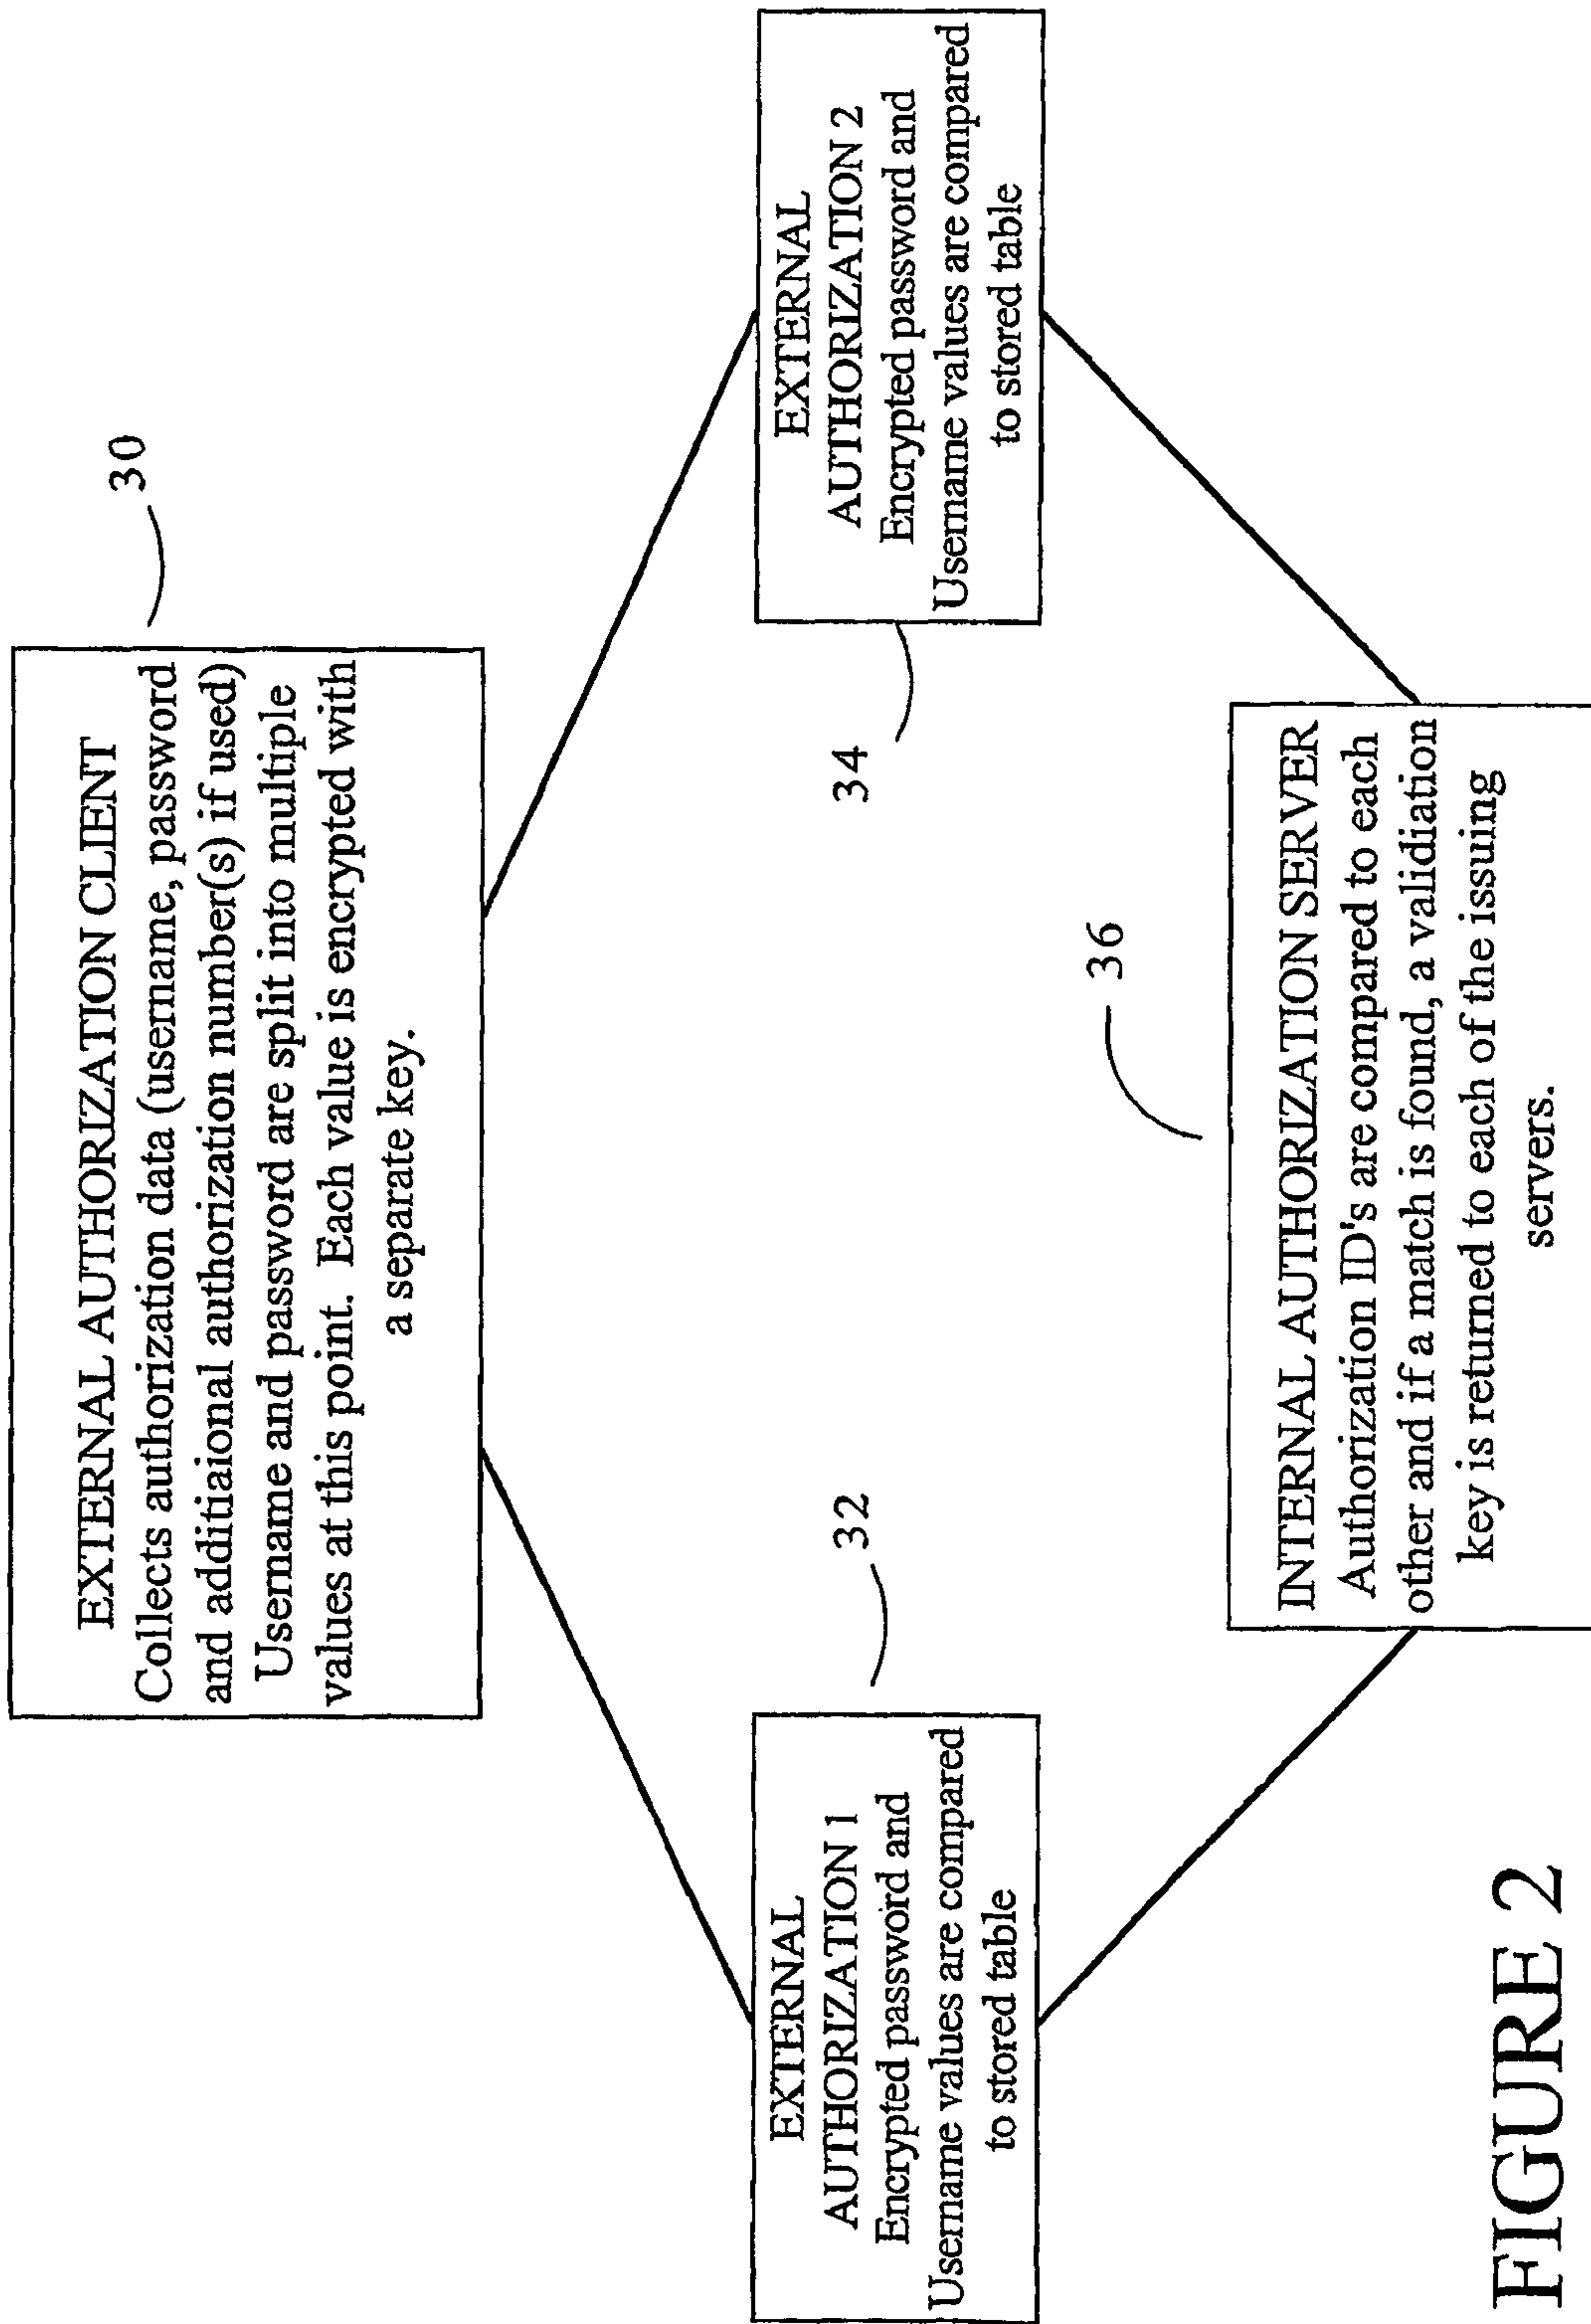 EXTERNAL AUTHORIZATION CLIENT
Collects authorization data (username, password
and additiaional authorization number(s) if used)
Username and password are split into multiple
values at this point. Each value is encrypted with
a separate key.
30
EXTERNAL
AUTHORIZATION 1
Encrypted password and
Username values are compared
to stored table
32
EXTERNAL
AUTHORIZATION 2
Encrypted password and
Username values are compared
to stored table
34
INTERNAL AUTHORIZATION SERVER
Authorization ID's are compared to each
other and if a match is found, a validiation
key is returned to each of the issuing
servers.
36
FIGURE 2